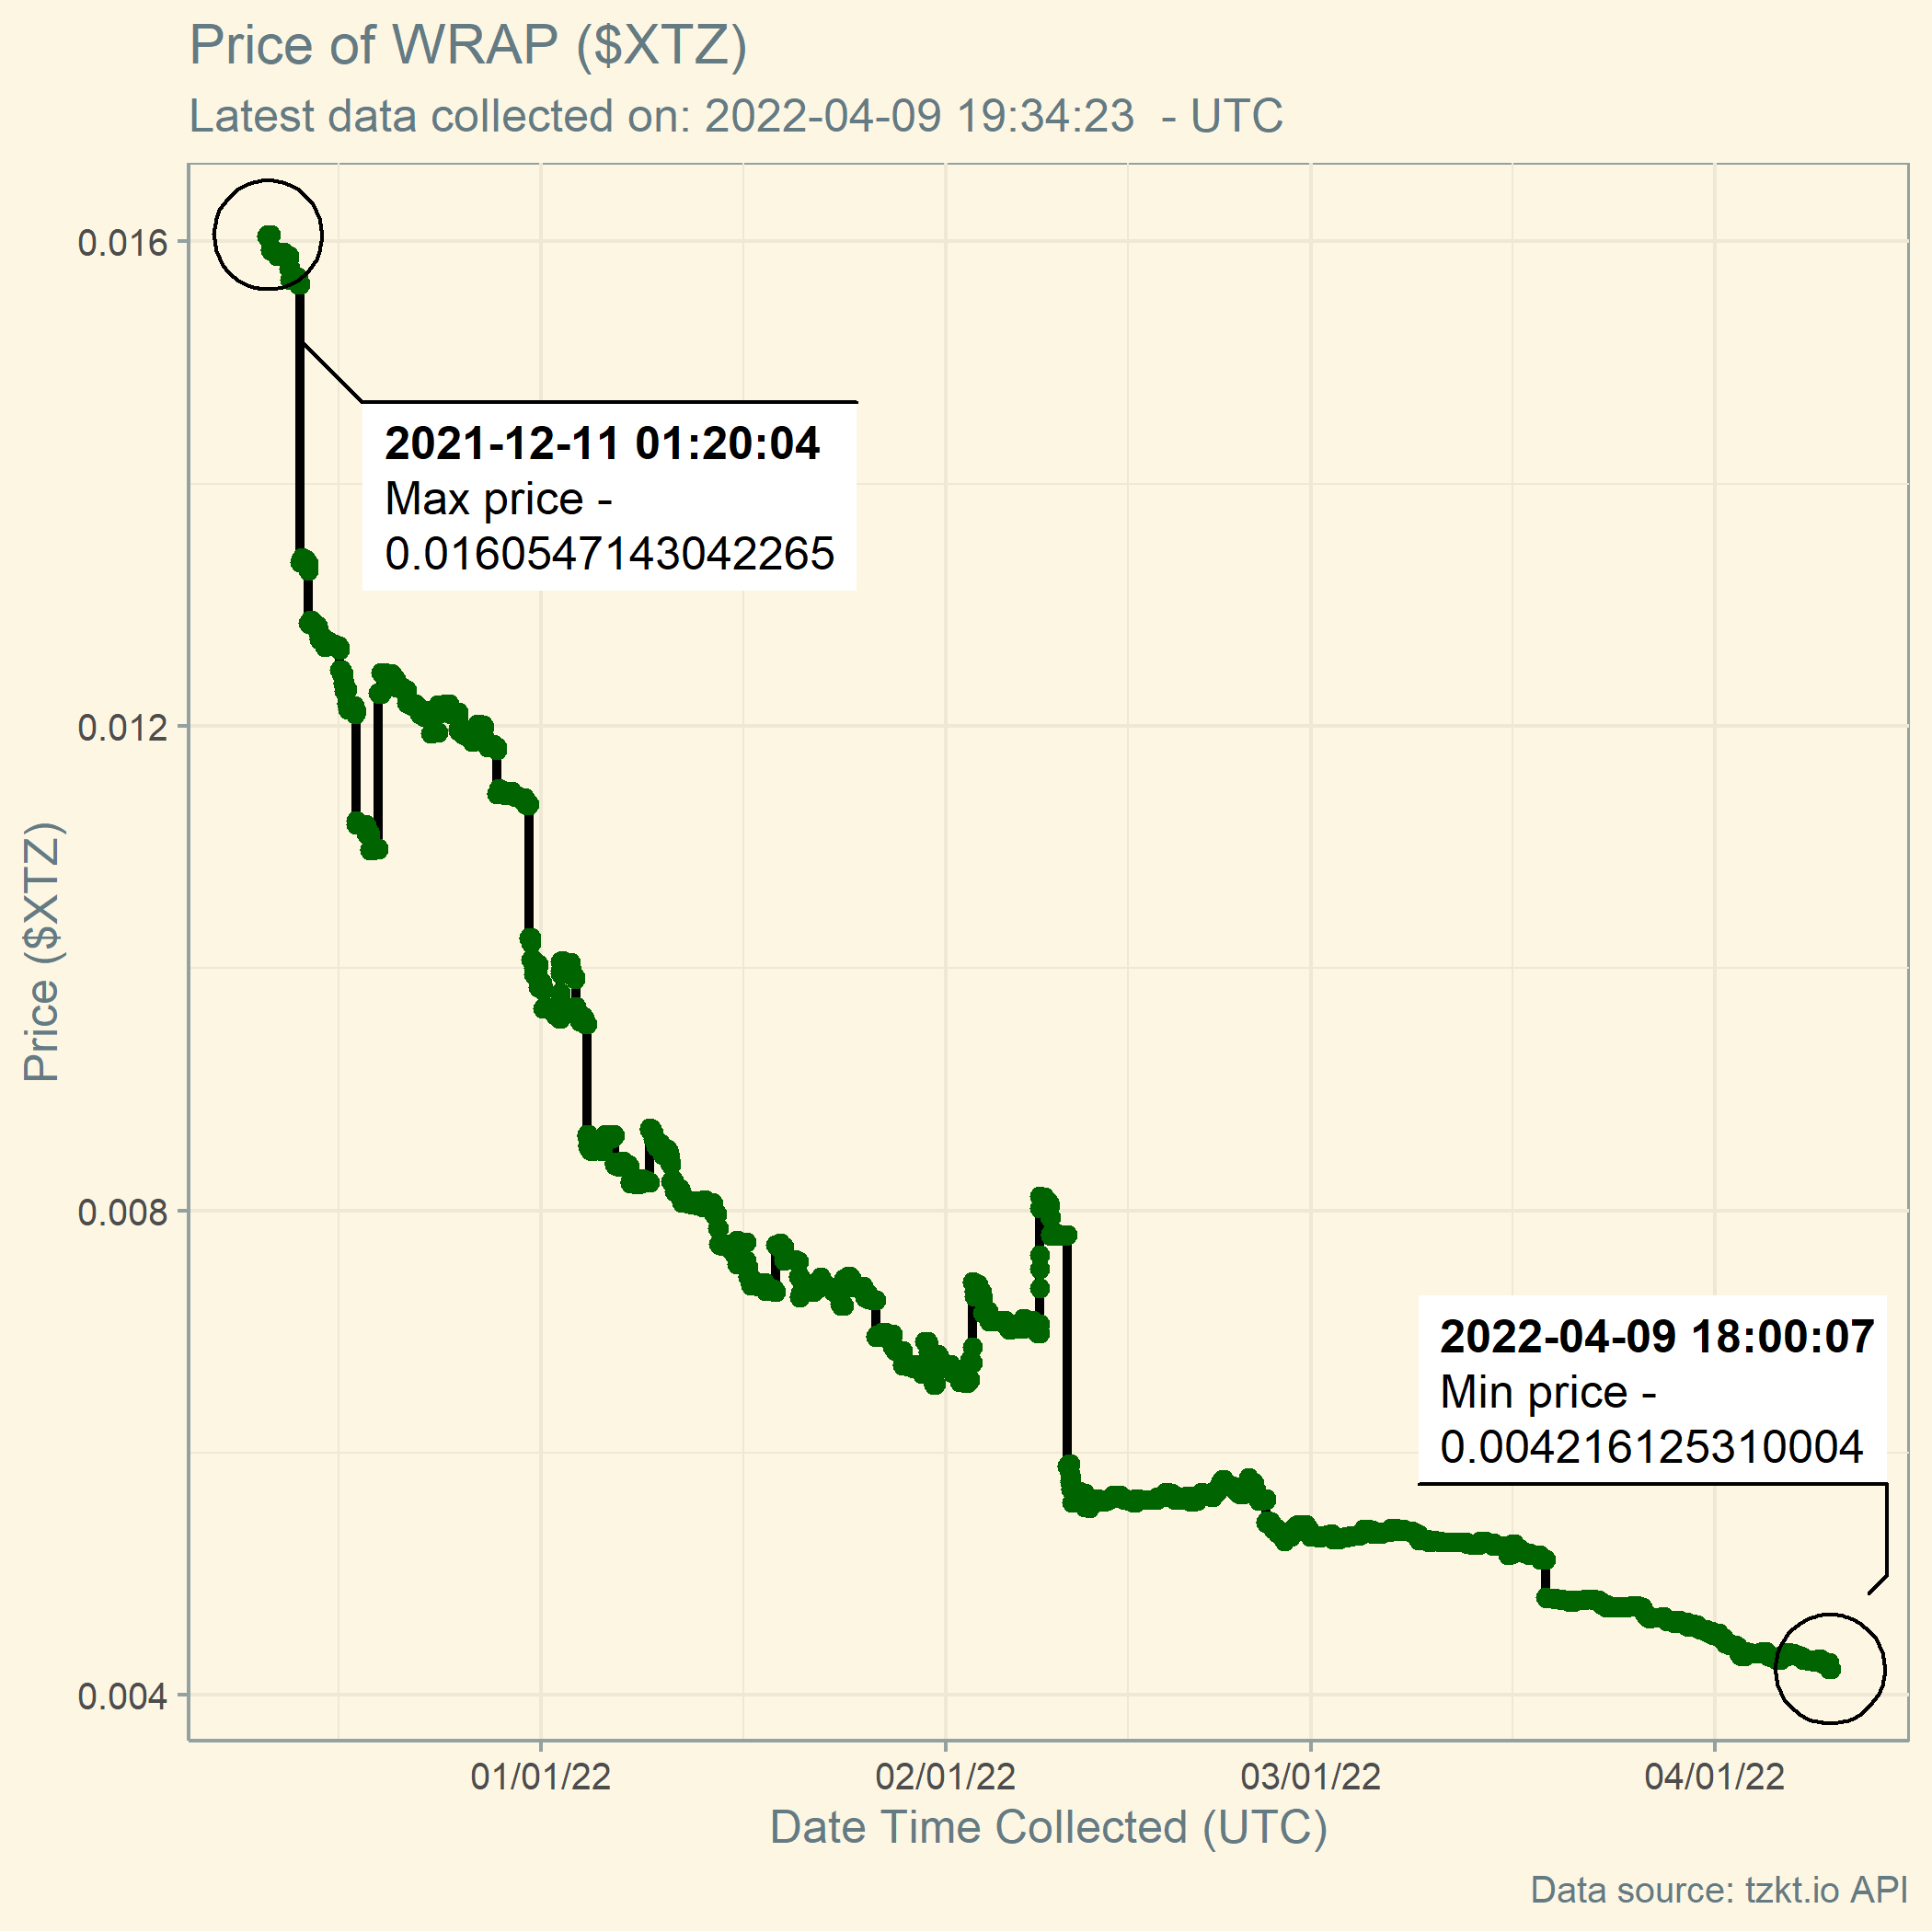 Price of WRAP ($XTZ)
Latest data collected on: 2022-04-09 19:34:23 - UTC
0.016
2021-12-11 01:20:04
Max price -
0.0160547143042265
0.012
Price ($XTZ)
0.008
2022-04-09 18:00:07
Min price -
0.004216125310004
0.004
01/01/22 02/01/22 03/01/22 04/01/22
Date Time Collected (UTC)
Data source: tzkt.io API